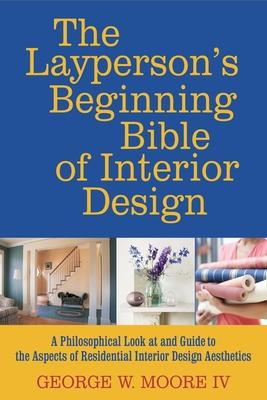 The
Layperson's
Beginning
Bible
of Interior
Design
A Philosophical Look at and Guide to
the Aspects of Residential Interior Design Aesthetics
GEORGE W. MOORE IV